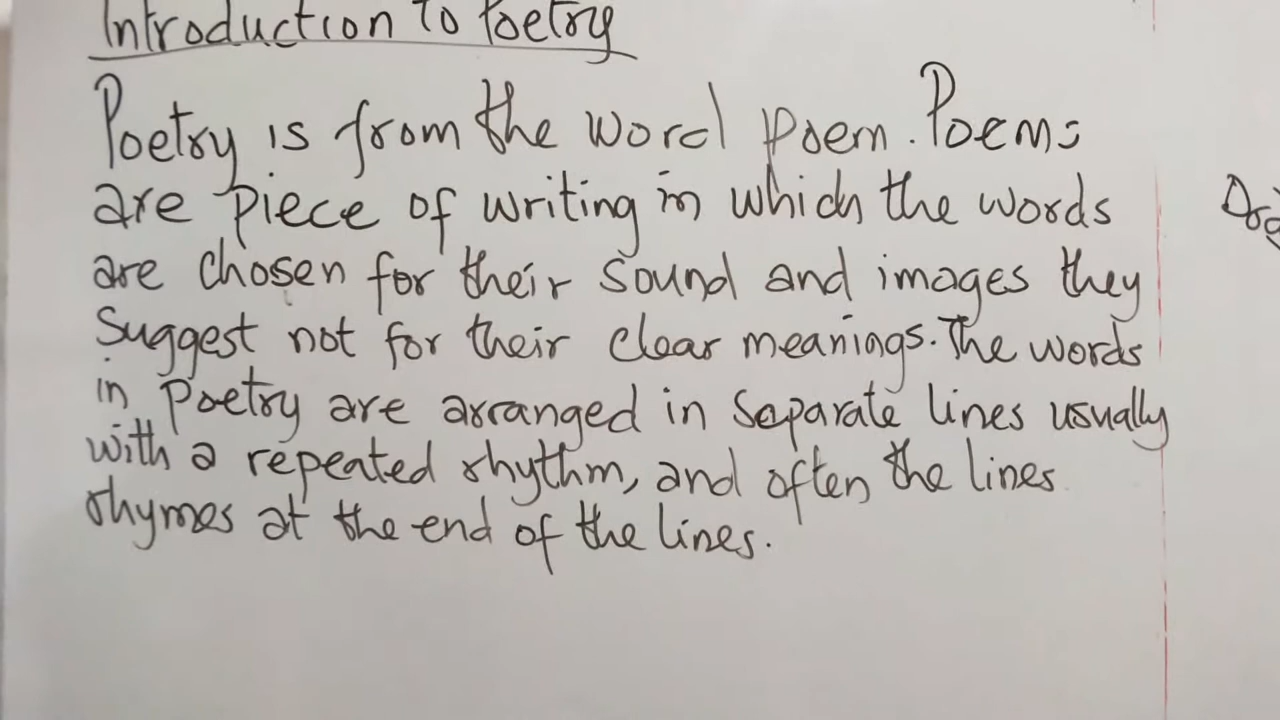 Introduction to Poetry
Poetry is from the word poem. Poems
are piece of writing in which the words
are chosen for their sound and images they
suggest not for their clear meanings. The words
in poetry are arranged in separate lines usually
with a repeated rhythm, and often the lines
rhymes at the end of the lines.